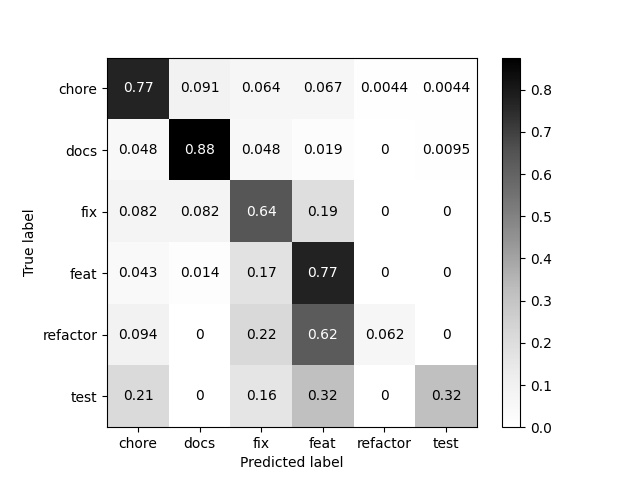 chore 0.77 0.091 0.064 0.067 0.0044 0.0044
docs 0.048 0.88 0.048 0.019 0 0.0095
fix 0.082 0.082 0.64 0.19 0 0
feat 0.043 0.014 0.17 0.77 0 0
refactor 0.094 0 0.22 0.62 0.062 0
test 0.21 0 0.16 0.32 0 0.32
chore docs fix feat refactor test
Predicted label
True label
0.8
0.7
0.6
0.5
0.4
0.3
0.2
0.1
0.0